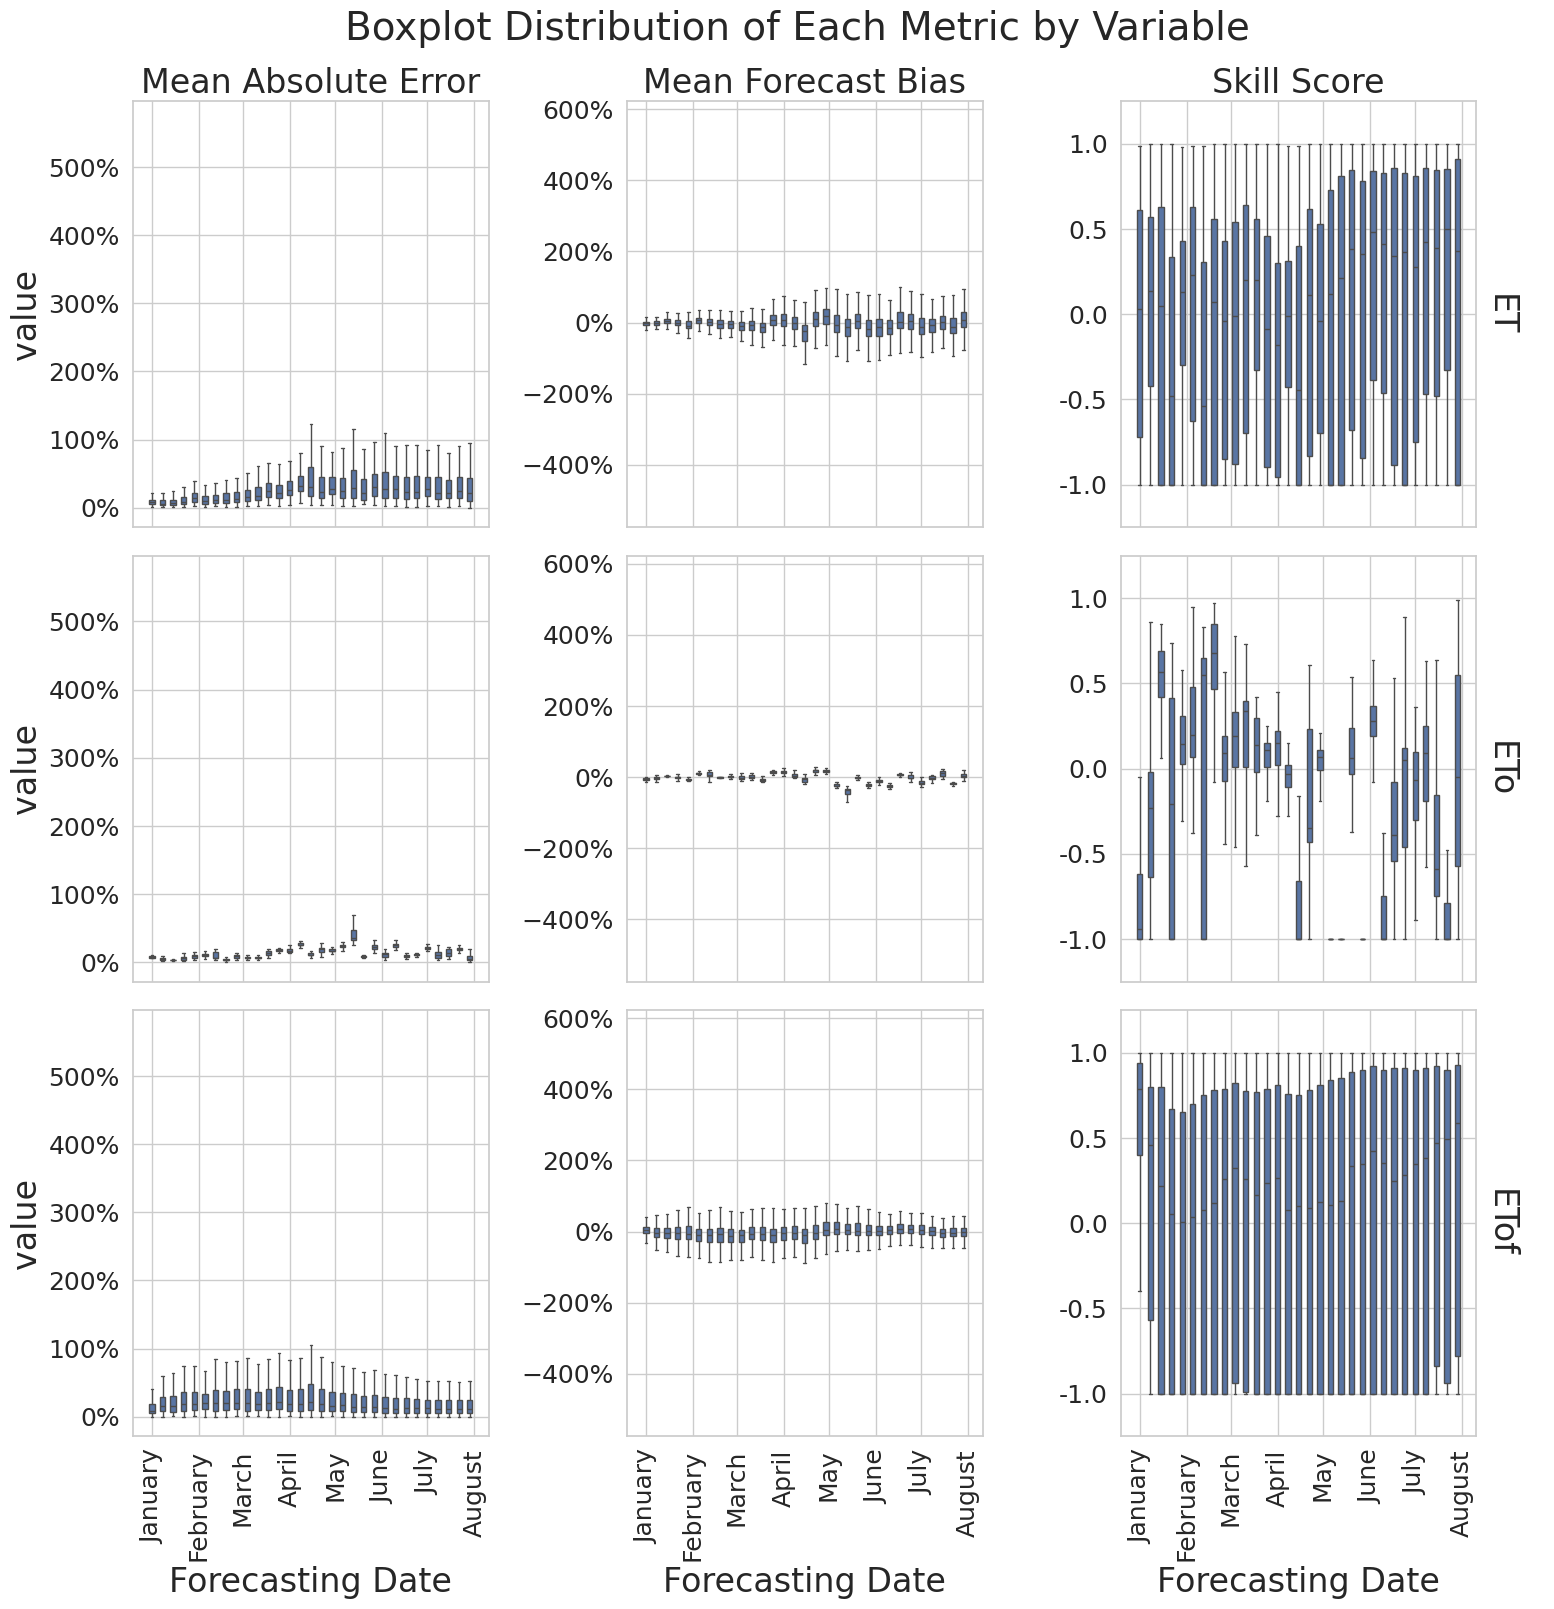 Boxplot Distribution of Each Metric by Variable
Mean Absolute Error
Mean Forecast Bias
Skill Score
500%
400%
300%
200%
100%
0%
value
600%
400%
200%
0%
−200%
−400%
1.0
0.5
0.0
-0.5
-1.0
ET
500%
400%
300%
200%
100%
0%
value
600%
400%
200%
0%
−200%
−400%
1.0
0.5
0.0
-0.5
-1.0
ETo
500%
400%
300%
200%
100%
0%
value
600%
400%
200%
0%
−200%
−400%
1.0
0.5
0.0
-0.5
-1.0
ETof
January
February
March
April
May
June
July
August
Forecasting Date
January
February
March
April
May
June
July
August
Forecasting Date
January
February
March
April
May
June
July
August
Forecasting Date